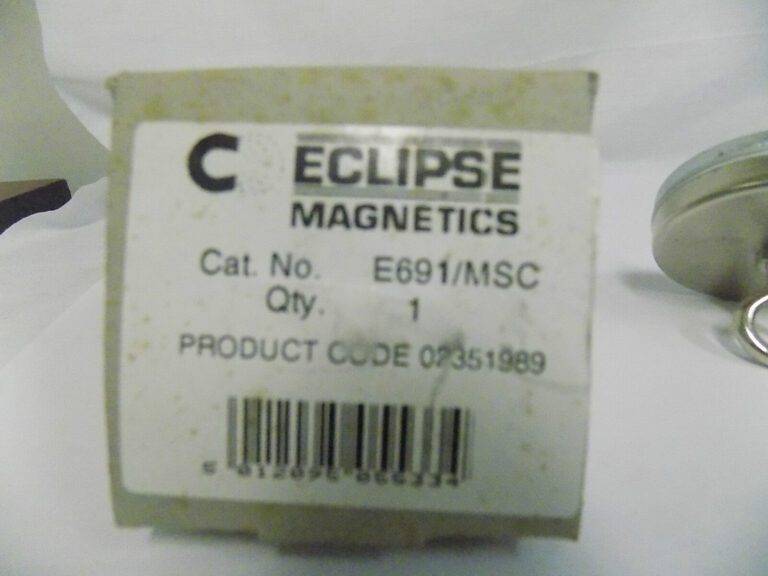 C ECLIPSE
MAGNETICS
Cat. No. E691/MSC
Qty. 1
PRODUCT CODE 02351989